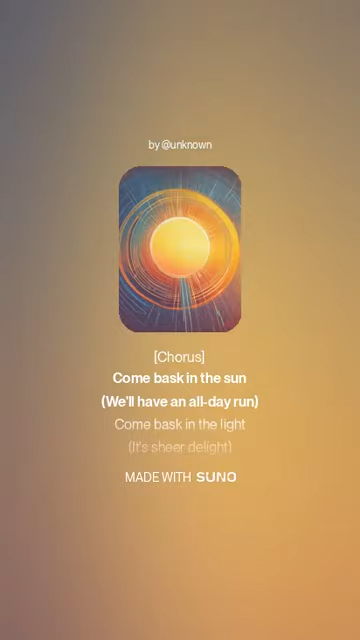 by @unknown
[Chorus]
Come bask in the sun
(We'll have an all-day run)
Come bask in the light
(It's sheer delight)
MADE WITH SUNO